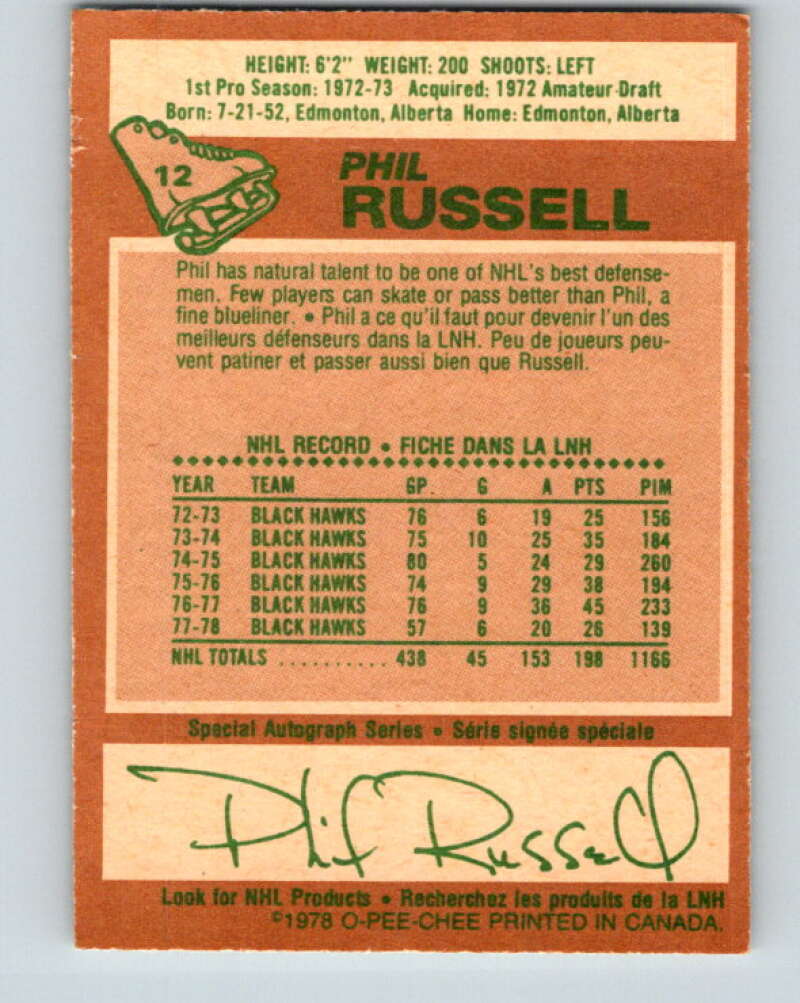 HEIGHT: 6'2" WEIGHT: 200 SHOOTS: LEFT
1st Pro Season: 1972-73 Acquired: 1972 Amateur Draft
Born: 7-21-52, Edmonton, Alberta Home: Edmonton, Alberta
12
PHIL
RUSSELL
Phil has natural talent to be one of NHL's best defense-
men. Few players can skate or pass better than Phil, a
fine blueliner. • Phil a ce qu'il faut pour devenir l'un des
meilleurs défenseurs dans la LNH. Peu de joueurs peu-
vent patiner et passer aussi bien que Russell.
NHL RECORD • FICHE DANS LA LNH
YEAR TEAM GP. G A PTS PIM
72-73 BLACK HAWKS 76 6 19 25 156
73-74 BLACK HAWKS 75 10 25 35 184
74-75 BLACK HAWKS 80 5 24 29 260
75-76 BLACK HAWKS 74 9 29 38 194
76-77 BLACK HAWKS 76 9 36 45 233
77-78 BLACK HAWKS 57 6 20 26 139
NHL TOTALS .......... 438 45 153 198 1166
Special Autograph Series • Série signée spéciale
Phil Russell
Look for NHL Products • Recherchez les produits de la LNH
©1978 O-PEE-CHEE PRINTED IN CANADA.